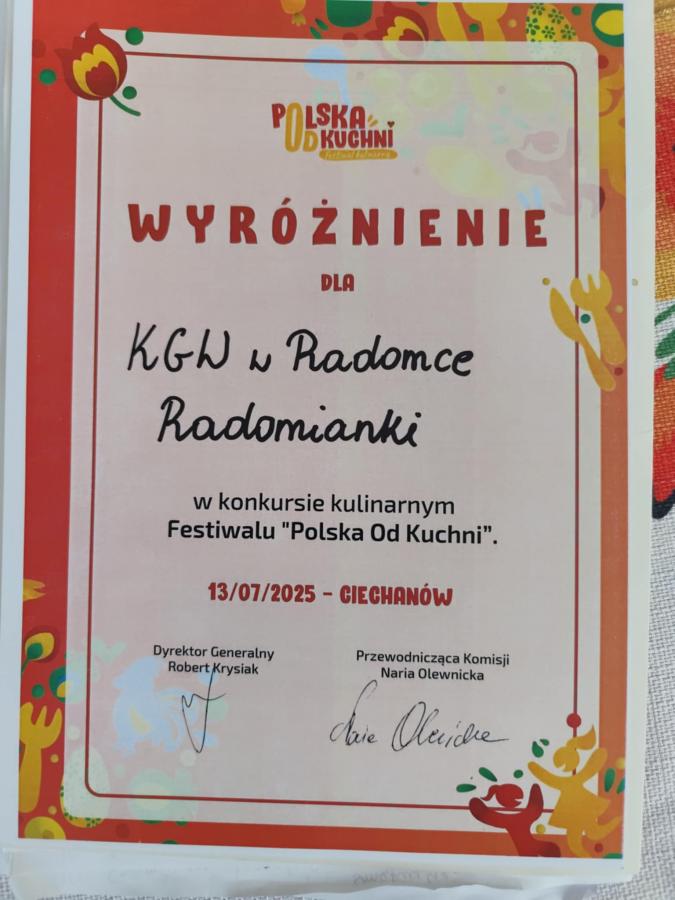 POLSKA
OD KUCHNI
festiwal kulinarny
WYRÓŻNIENIE
DLA
KGW w Radomce
Radomianki
w konkursie kulinarnym
Festiwalu "Polska Od Kuchni”.
13/07/2025 - CIECHANÓW
Dyrektor Generalny
Robert Krysiak
Przewodnicząca Komisji
Naria Olewnicka